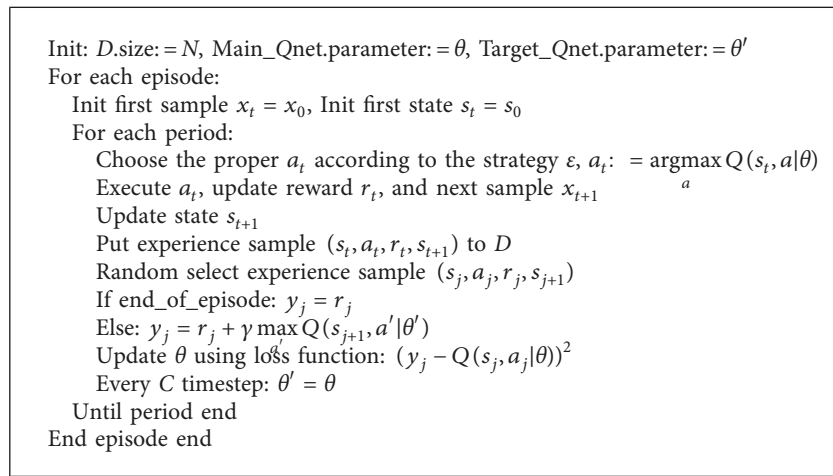 Init: D.size: = N, Main_Qnet.parameter: = θ, Target_Qnet.parameter: = θ′
For each episode:
Init first sample x_t = x_0, Init first state s_t = s_0
For each period:
Choose the proper a_t according to the strategy ε, a_t: = argmax_a Q(s_t, a|θ)
Execute a_t, update reward r_t, and next sample x_{t+1}
Update state s_{t+1}
Put experience sample (s_t, a_t, r_t, s_{t+1}) to D
Random select experience sample (s_j, a_j, r_j, s_{j+1})
If end_of_episode: y_j = r_j
Else: y_j = r_j + γ max_{a′} Q(s_{j+1}, a′|θ′)
Update θ using loss function: (y_j − Q(s_j, a_j|θ))²
Every C timestep: θ′ = θ
Until period end
End episode end